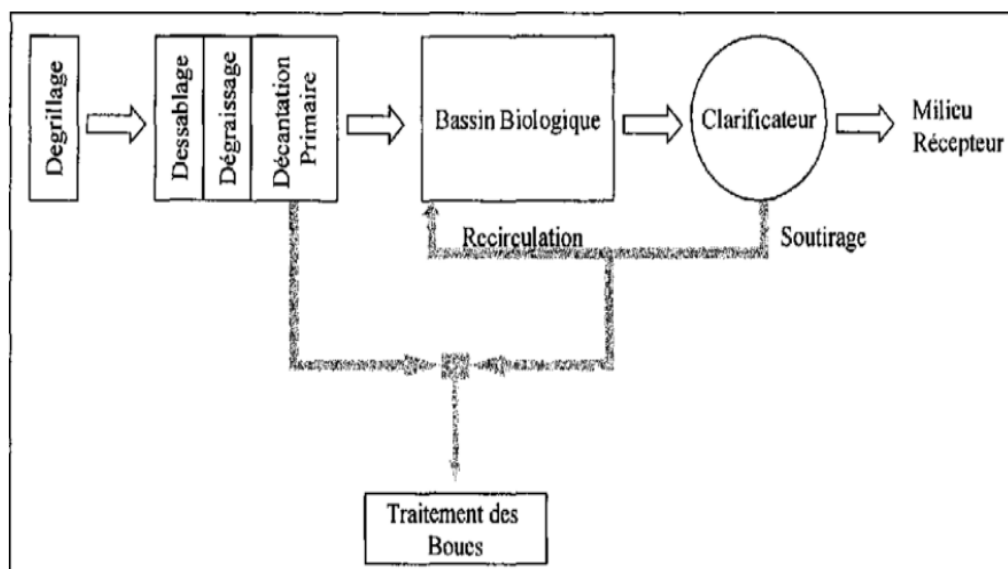 Degrillage
Dessablage
Dégraissage
Décantation
Primaire
Bassin Biologique
Clarificateur
Milieu
Récepteur
Recirculation
Soutirage
Traitement des
Boues